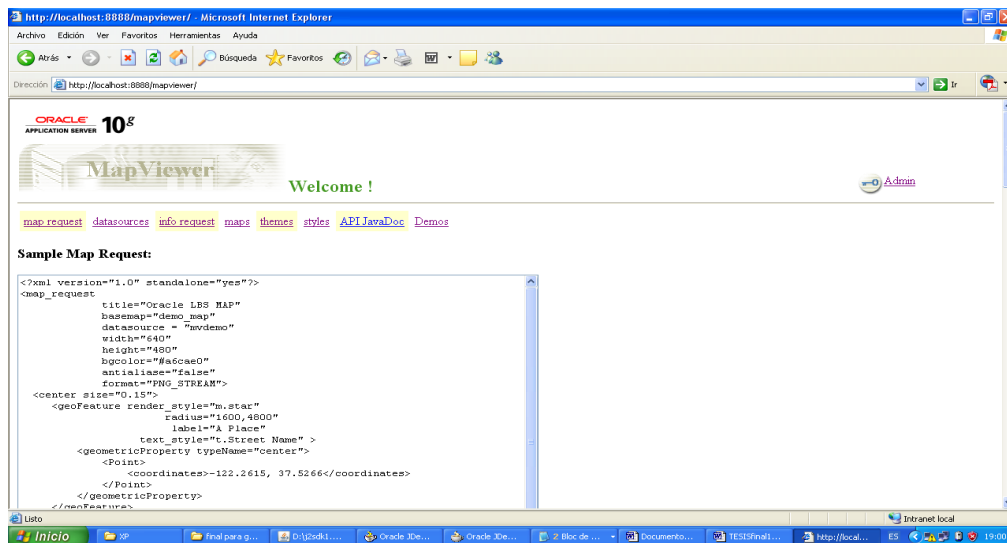 http://localhost:8888/mapviewer/ - Microsoft Internet Explorer
Archivo Edición Ver Favoritos Herramientas Ayuda
Atrás Búsqueda Favoritos
Dirección http://localhost:8888/mapviewer/ Ir
ORACLE
APPLICATION SERVER 10g
MapViewer
Welcome !
Admin
map request datasources info request maps themes styles API JavaDoc Demos
Sample Map Request:
<?xml version="1.0" standalone="yes"?>
<map_request
title="Oracle LBS MAP"
basemap="demo_map"
datasource = "mvdemo"
width="640"
height="480"
bgcolor="#a6cae0"
antialiase="false"
format="PNG_STREAM">
<center size="0.15">
<geoFeature render_style="m.star"
radius="1600,4800"
label="A Place"
text_style="t.Street Name" >
<geometricProperty typeName="center">
<Point>
<coordinates>-122.2615, 37.5266</coordinates>
</Point>
</geometricProperty>
</geoFeature>
Listo Intranet local
Inicio XP final para g... D:\j2sdk1.... Oracle JDe... Oracle JDe... 2 Bloc de ... Documento... TESISfinal1... http://local... ES